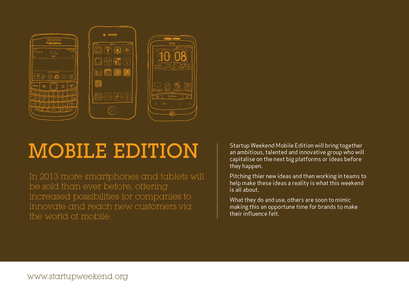 10 08
MOBILE EDITION
In 2013 more smartphones and tablets will
be sold than ever before, offering
increased possibilities for companies to
innovate and reach new customers via
the world of mobile.
Startup Weekend Mobile Edition will bring together
an ambitious, talented and innovative group who will
capitalise on the next big platforms or ideas before
they happen.
Pitching thier new ideas and then working in teams to
help make these ideas a reality is what this weekend
is all about.
What they do and use, others are soon to mimic
making this an opportune time for brands to make
their influence felt.
www.startupweekend.org